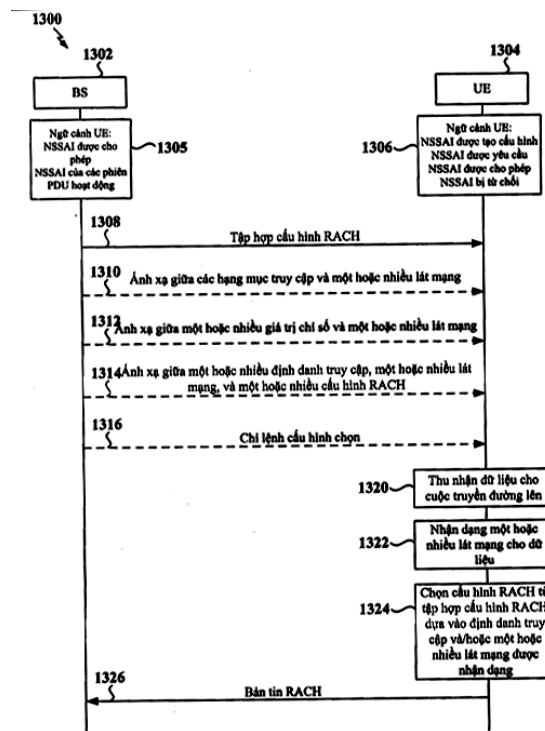 1300
1302
1304
BS
UE
Ngữ cảnh UE:
NSSAI được cho
phép
NSSAI của các phiên
PDU hoạt động
1305
1306
Ngữ cảnh UE:
NSSAI được tạo cấu hình
NSSAI được yêu cầu
NSSAI được cho phép
NSSAI bị từ chối
1308
Tập hợp cấu hình RACH
1310
Ánh xạ giữa các hạng mục truy cập và một hoặc nhiều lát mạng
1312
Ánh xạ giữa một hoặc nhiều giá trị chỉ số và một hoặc nhiều lát mạng
1314
Ánh xạ giữa một hoặc nhiều định danh truy cập, một hoặc nhiều lát
mạng, và một hoặc nhiều cấu hình RACH
1316
Chỉ lệnh cấu hình chọn
1320
Thu nhận dữ liệu cho
cuộc truyền đường lên
1322
Nhận dạng một hoặc
nhiều lát mạng cho dữ
liệu
1324
Chọn cấu hình RACH từ
tập hợp cấu hình RACH
dựa vào định danh truy
cập và/hoặc một hoặc
nhiều lát mạng được
nhận dạng
1326
Bản tin RACH